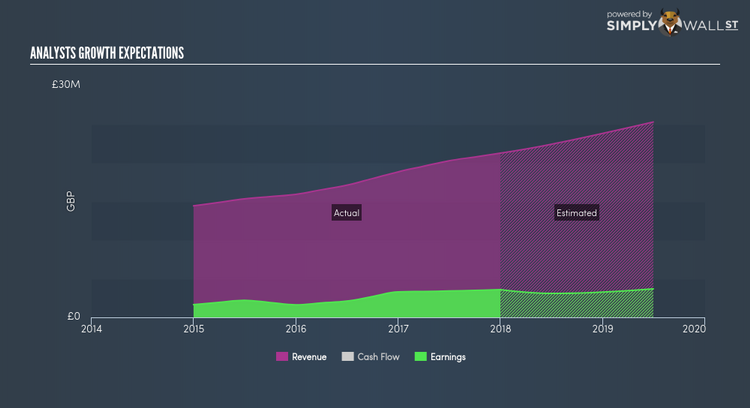 powered by
SIMPLY WALL ST
ANALYSTS GROWTH EXPECTATIONS
£30M
GBP
Actual
Estimated
£0
2014 2015 2016 2017 2018 2019 2020
Revenue Cash Flow Earnings